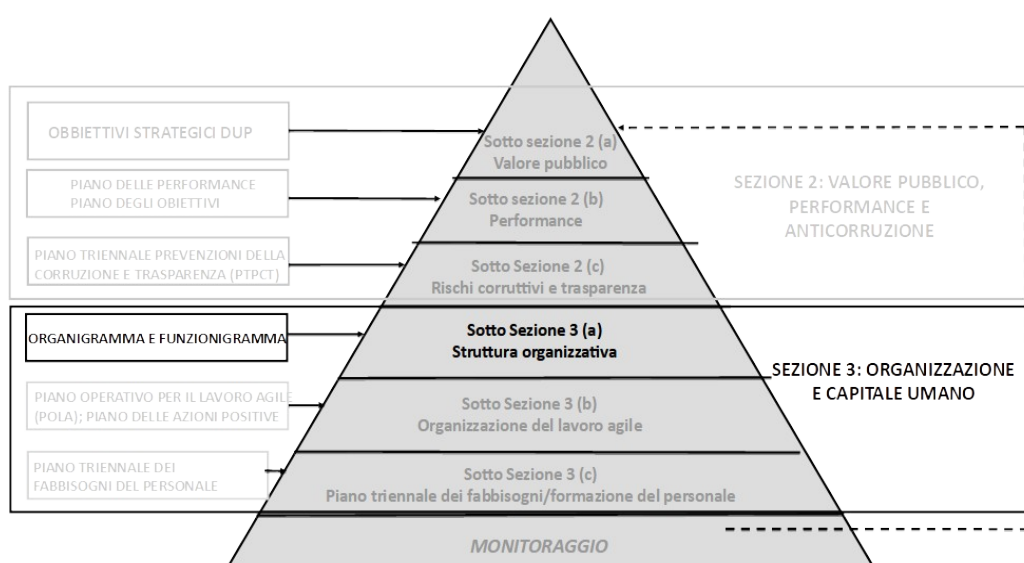 OBBIETTIVI STRATEGICI DUP
Sotto sezione 2 (a)
Valore pubblico
PIANO DELLE PERFORMANCE
PIANO DEGLI OBIETTIVI
Sotto sezione 2 (b)
Performance
SEZIONE 2: VALORE PUBBLICO,
PERFORMANCE E
ANTICORRUZIONE
PIANO TRIENNALE PREVENZIONI DELLA
CORRUZIONE E TRASPARENZA (PTPCT)
Sotto Sezione 2 (c)
Rischi corruttivi e trasparenza
ORGANIGRAMMA E FUNZIONIGRAMMA
Sotto Sezione 3 (a)
Struttura organizzativa
SEZIONE 3: ORGANIZZAZIONE
E CAPITALE UMANO
PIANO OPERATIVO PER IL LAVORO AGILE
(POLA); PIANO DELLE AZIONI POSITIVE
Sotto Sezione 3 (b)
Organizzazione del lavoro agile
PIANO TRIENNALE DEI
FABBISOGNI DEL PERSONALE
Sotto Sezione 3 (c)
Piano triennale dei fabbisogni/formazione del personale
MONITORAGGIO